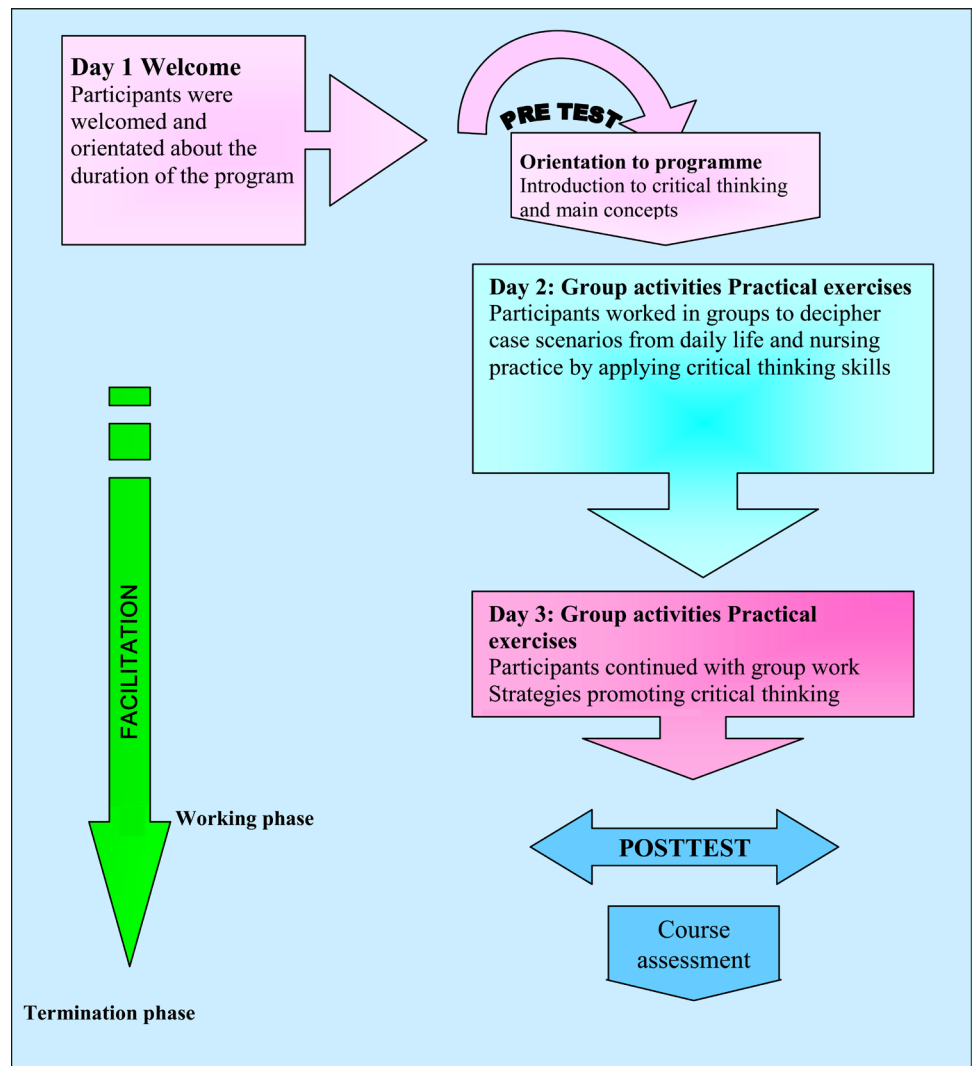 Day 1 Welcome
Participants were
welcomed and
orientated about the
duration of the program
PRE TEST
Orientation to programme
Introduction to critical thinking
and main concepts
Day 2: Group activities Practical exercises
Participants worked in groups to decipher
case scenarios from daily life and nursing
practice by applying critical thinking skills
Day 3: Group activities Practical
exercises
Participants continued with group work
Strategies promoting critical thinking
FACILITATION
Working phase
POSTTEST
Course
assessment
Termination phase